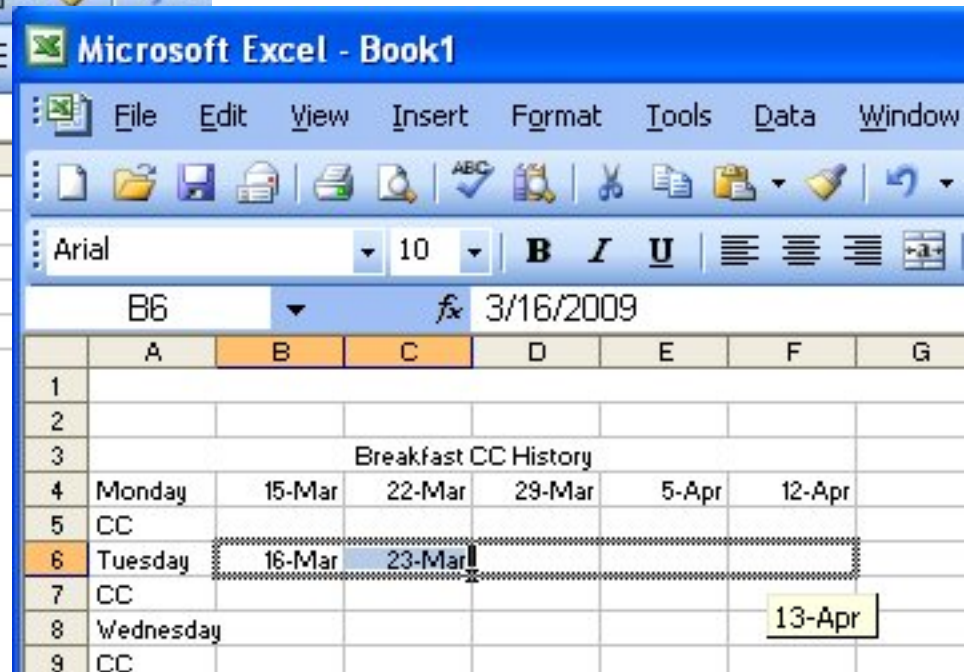 Microsoft Excel - Book1
File Edit View Insert Format Tools Data Window
ABC
Arial 10 B I U a
B6 fx 3/16/2009
A B C D E F G
1
2
3 Breakfast CC History
4 Monday 15-Mar 22-Mar 29-Mar 5-Apr 12-Apr
5 CC
6 Tuesday 16-Mar 23-Mar
7 CC
13-Apr
8 Wednesday
9 CC